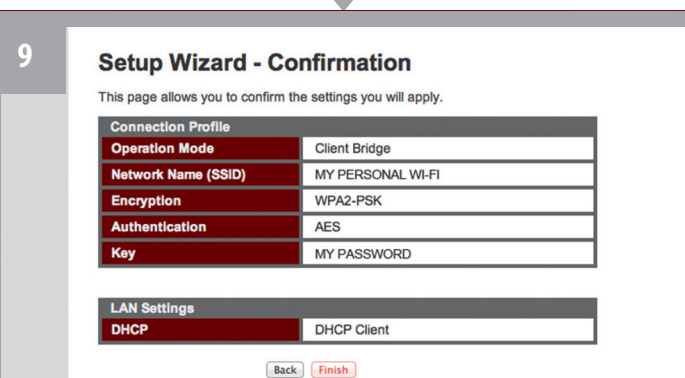 9
Setup Wizard - Confirmation
This page allows you to confirm the settings you will apply.
Connection Profile
Operation Mode Client Bridge
Network Name (SSID) MY PERSONAL WI-FI
Encryption WPA2-PSK
Authentication AES
Key MY PASSWORD
LAN Settings
DHCP DHCP Client
Back Finish